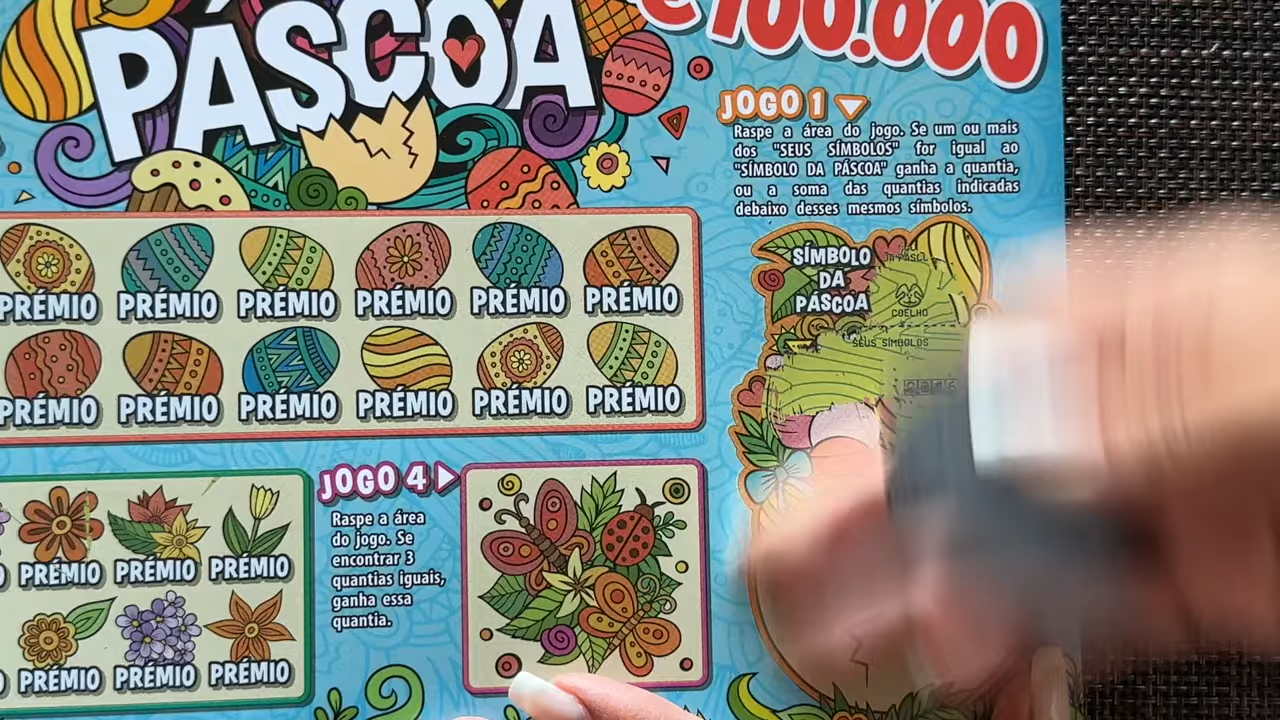 PÁSCOA
€100.000
JOGO 1
Raspe a área do jogo. Se um ou mais
dos "SEUS SÍMBOLOS" for igual ao
"SÍMBOLO DA PÁSCOA" ganha a quantia,
ou a soma das quantias indicadas
debaixo desses mesmos símbolos.
SÍMBOLO
DA
PÁSCOA
COELHO
SEUS SÍMBOLOS
PRÉMIO PRÉMIO PRÉMIO PRÉMIO PRÉMIO PRÉMIO
PRÉMIO PRÉMIO PRÉMIO PRÉMIO PRÉMIO PRÉMIO
JOGO 4
Raspe a área
do jogo. Se
encontrar 3
quantias iguais,
ganha essa
quantia.
PRÉMIO PRÉMIO PRÉMIO
PRÉMIO PRÉMIO PRÉMIO